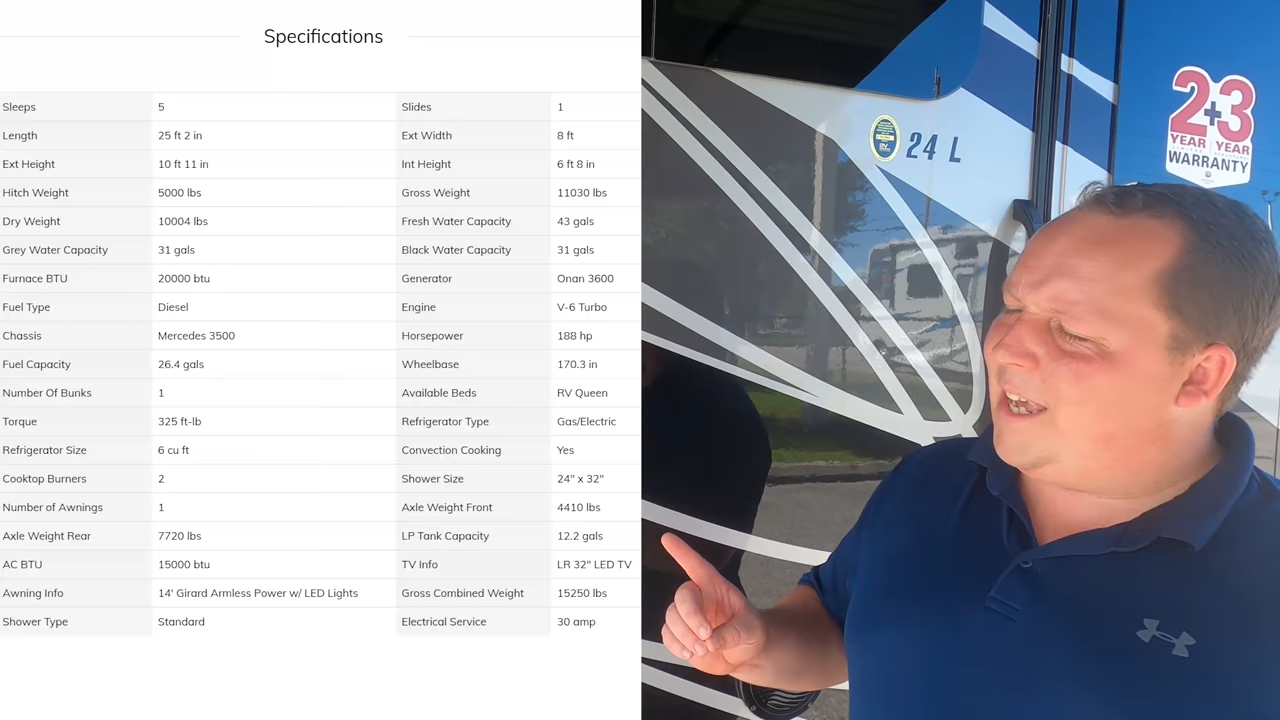 Specifications
Sleeps 5 Slides 1
Length 25 ft 2 in Ext Width 8 ft
Ext Height 10 ft 11 in Int Height 6 ft 8 in
Hitch Weight 5000 lbs Gross Weight 11030 lbs
Dry Weight 10004 lbs Fresh Water Capacity 43 gals
Grey Water Capacity 31 gals Black Water Capacity 31 gals
Furnace BTU 20000 btu Generator Onan 3600
Fuel Type Diesel Engine V-6 Turbo
Chassis Mercedes 3500 Horsepower 188 hp
Fuel Capacity 26.4 gals Wheelbase 170.3 in
Number Of Bunks 1 Available Beds RV Queen
Torque 325 ft-lb Refrigerator Type Gas/Electric
Refrigerator Size 6 cu ft Convection Cooking Yes
Cooktop Burners 2 Shower Size 24" x 32"
Number of Awnings 1 Axle Weight Front 4410 lbs
Axle Weight Rear 7720 lbs LP Tank Capacity 12.2 gals
AC BTU 15000 btu TV Info LR 32" LED TV
Awning Info 14' Girard Armless Power w/ LED Lights Gross Combined Weight 15250 lbs
Shower Type Standard Electrical Service 30 amp
24 L
2+3
YEAR YEAR
WARRANTY